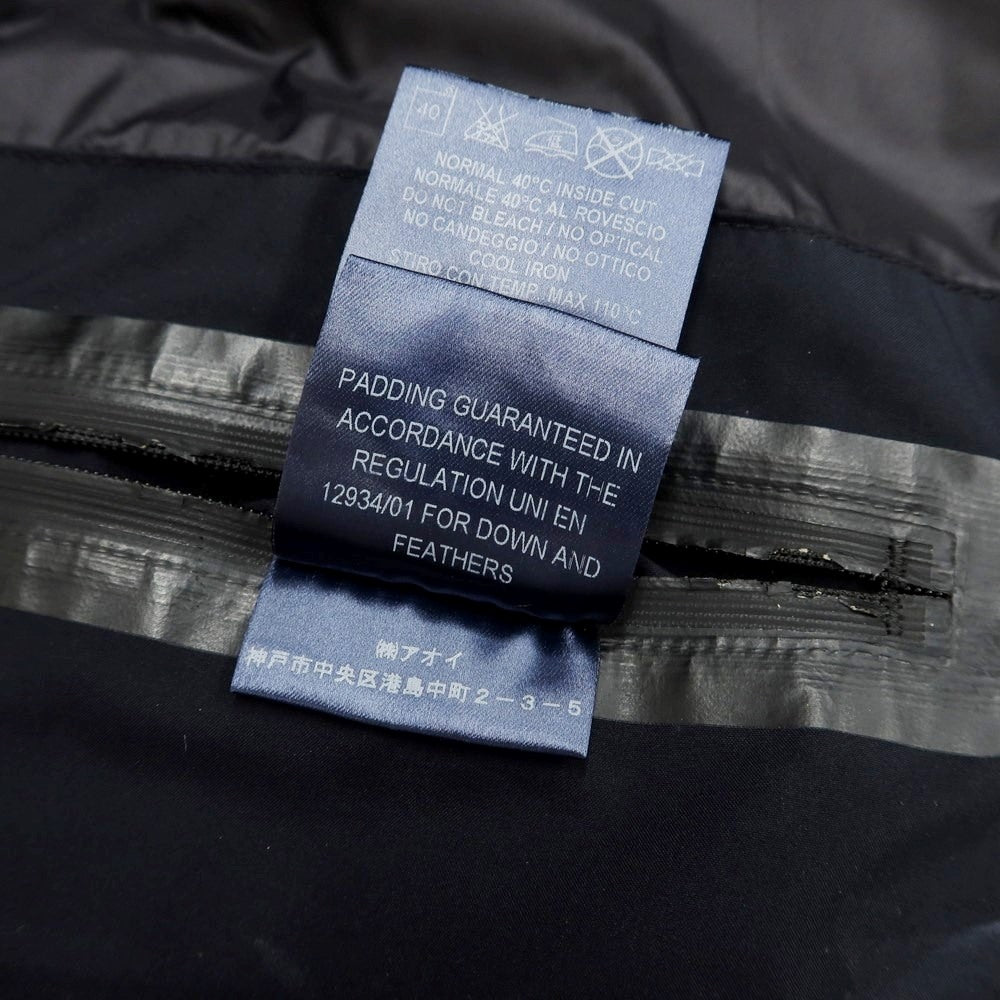 40
低
NORMAL 40°C INSIDE OUT
NORMALE 40°C AL ROVESCIO
DO NOT BLEACH / NO OPTICAL
NO CANDEGGIO / NO OTTICO
COOL IRON
STIRO CON TEMP. MAX 110°C
PADDING GUARANTEED IN
ACCORDANCE WITH THE
REGULATION UNI EN
12934/01 FOR DOWN AND
FEATHERS
㈱アオイ
神戸市中央区港島中町2-3-5